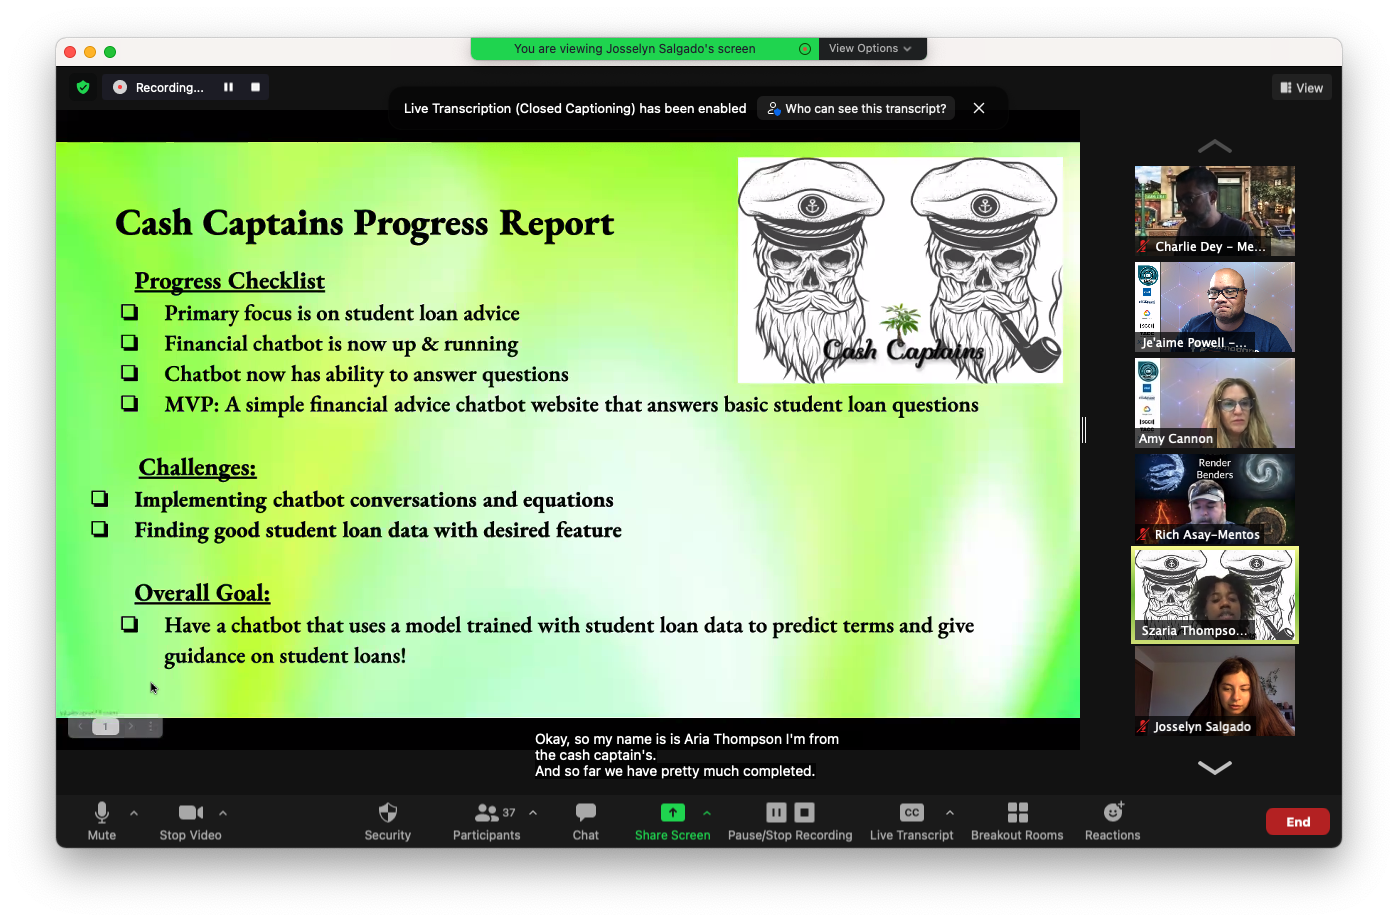 You are viewing Josselyn Salgado's screen
View Options
Recording...
View
Live Transcription (Closed Captioning) has been enabled
Who can see this transcript?
Cash Captains Progress Report
Cash Captains
Progress Checklist
Primary focus is on student loan advice
Financial chatbot is now up & running
Chatbot now has ability to answer questions
MVP: A simple financial advice chatbot website that answers basic student loan questions
Challenges:
Implementing chatbot conversations and equations
Finding good student loan data with desired feature
Overall Goal:
Have a chatbot that uses a model trained with student loan data to predict terms and give
guidance on student loans!
1
Charlie Dey - Me...
Je'aime Powell -...
Amy Cannon
Render
Benders
Rich Asay-Mentos
Szaria Thompso...
Josselyn Salgado
Okay, so my name is is Aria Thompson I'm from
the cash captain's.
And so far we have pretty much completed.
Mute
Stop Video
Security
Participants
37
Chat
Share Screen
Pause/Stop Recording
CC
Live Transcript
Breakout Rooms
Reactions
End